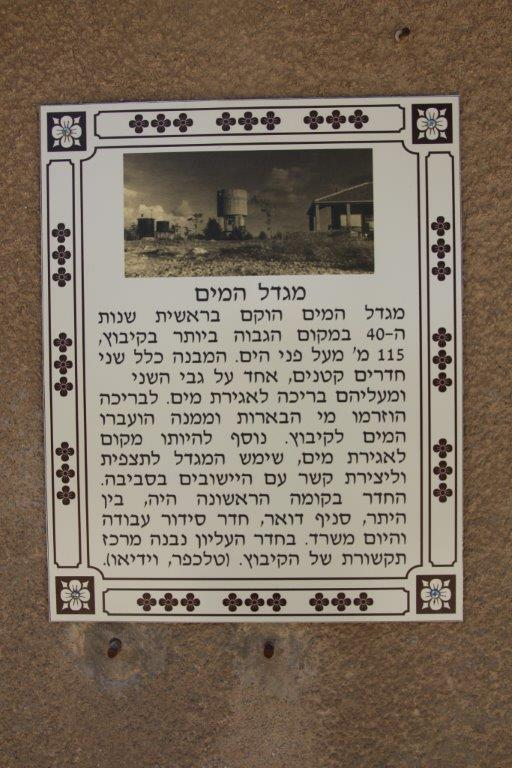 מגדל המים
מגדל המים הוקם בראשית שנות
ה-40 במקום הגבוה ביותר בקיבוץ,
115 מ' מעל פני הים. המבנה כלל שני
חדרים קטנים, אחד על גבי השני
ומעליהם בריכה לאגירת מים. לבריכה
הוזרמו מי הבארות וממנה הועברו
המים לקיבוץ. נוסף להיותו מקום
לאגירת מים, שימש המגדל לתצפית
וליצירת קשר עם היישובים בסביבה.
החדר בקומה הראשונה היה, בין
היתר, סניף דואר, חדר סידור עבודה
והיום משרד. בחדר העליון נבנה מרכז
תקשורת של הקיבוץ. (טלכפר, וידיאו).